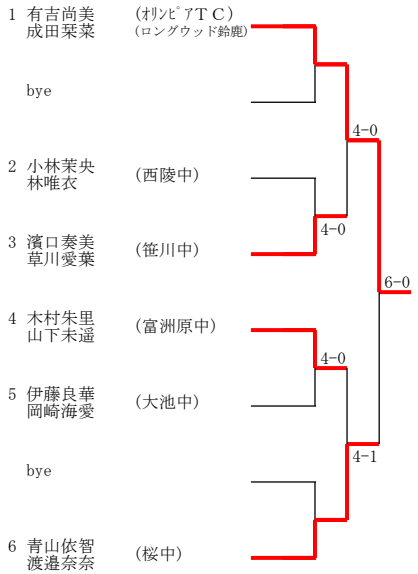 1 有吉尚美 (ｵﾘﾝﾋﾟｱＴＣ)
成田栞菜 (ロングウッド鈴鹿)
bye
4-0
2 小林茉央
林唯衣 (西陵中)
4-0
3 濱口奏美
草川愛葉 (笹川中)
6-0
4 木村朱里
山下未遥 (富洲原中)
4-0
5 伊藤良華
岡崎海愛 (大池中)
4-1
bye
6 青山依智
渡邉奈奈 (桜中)